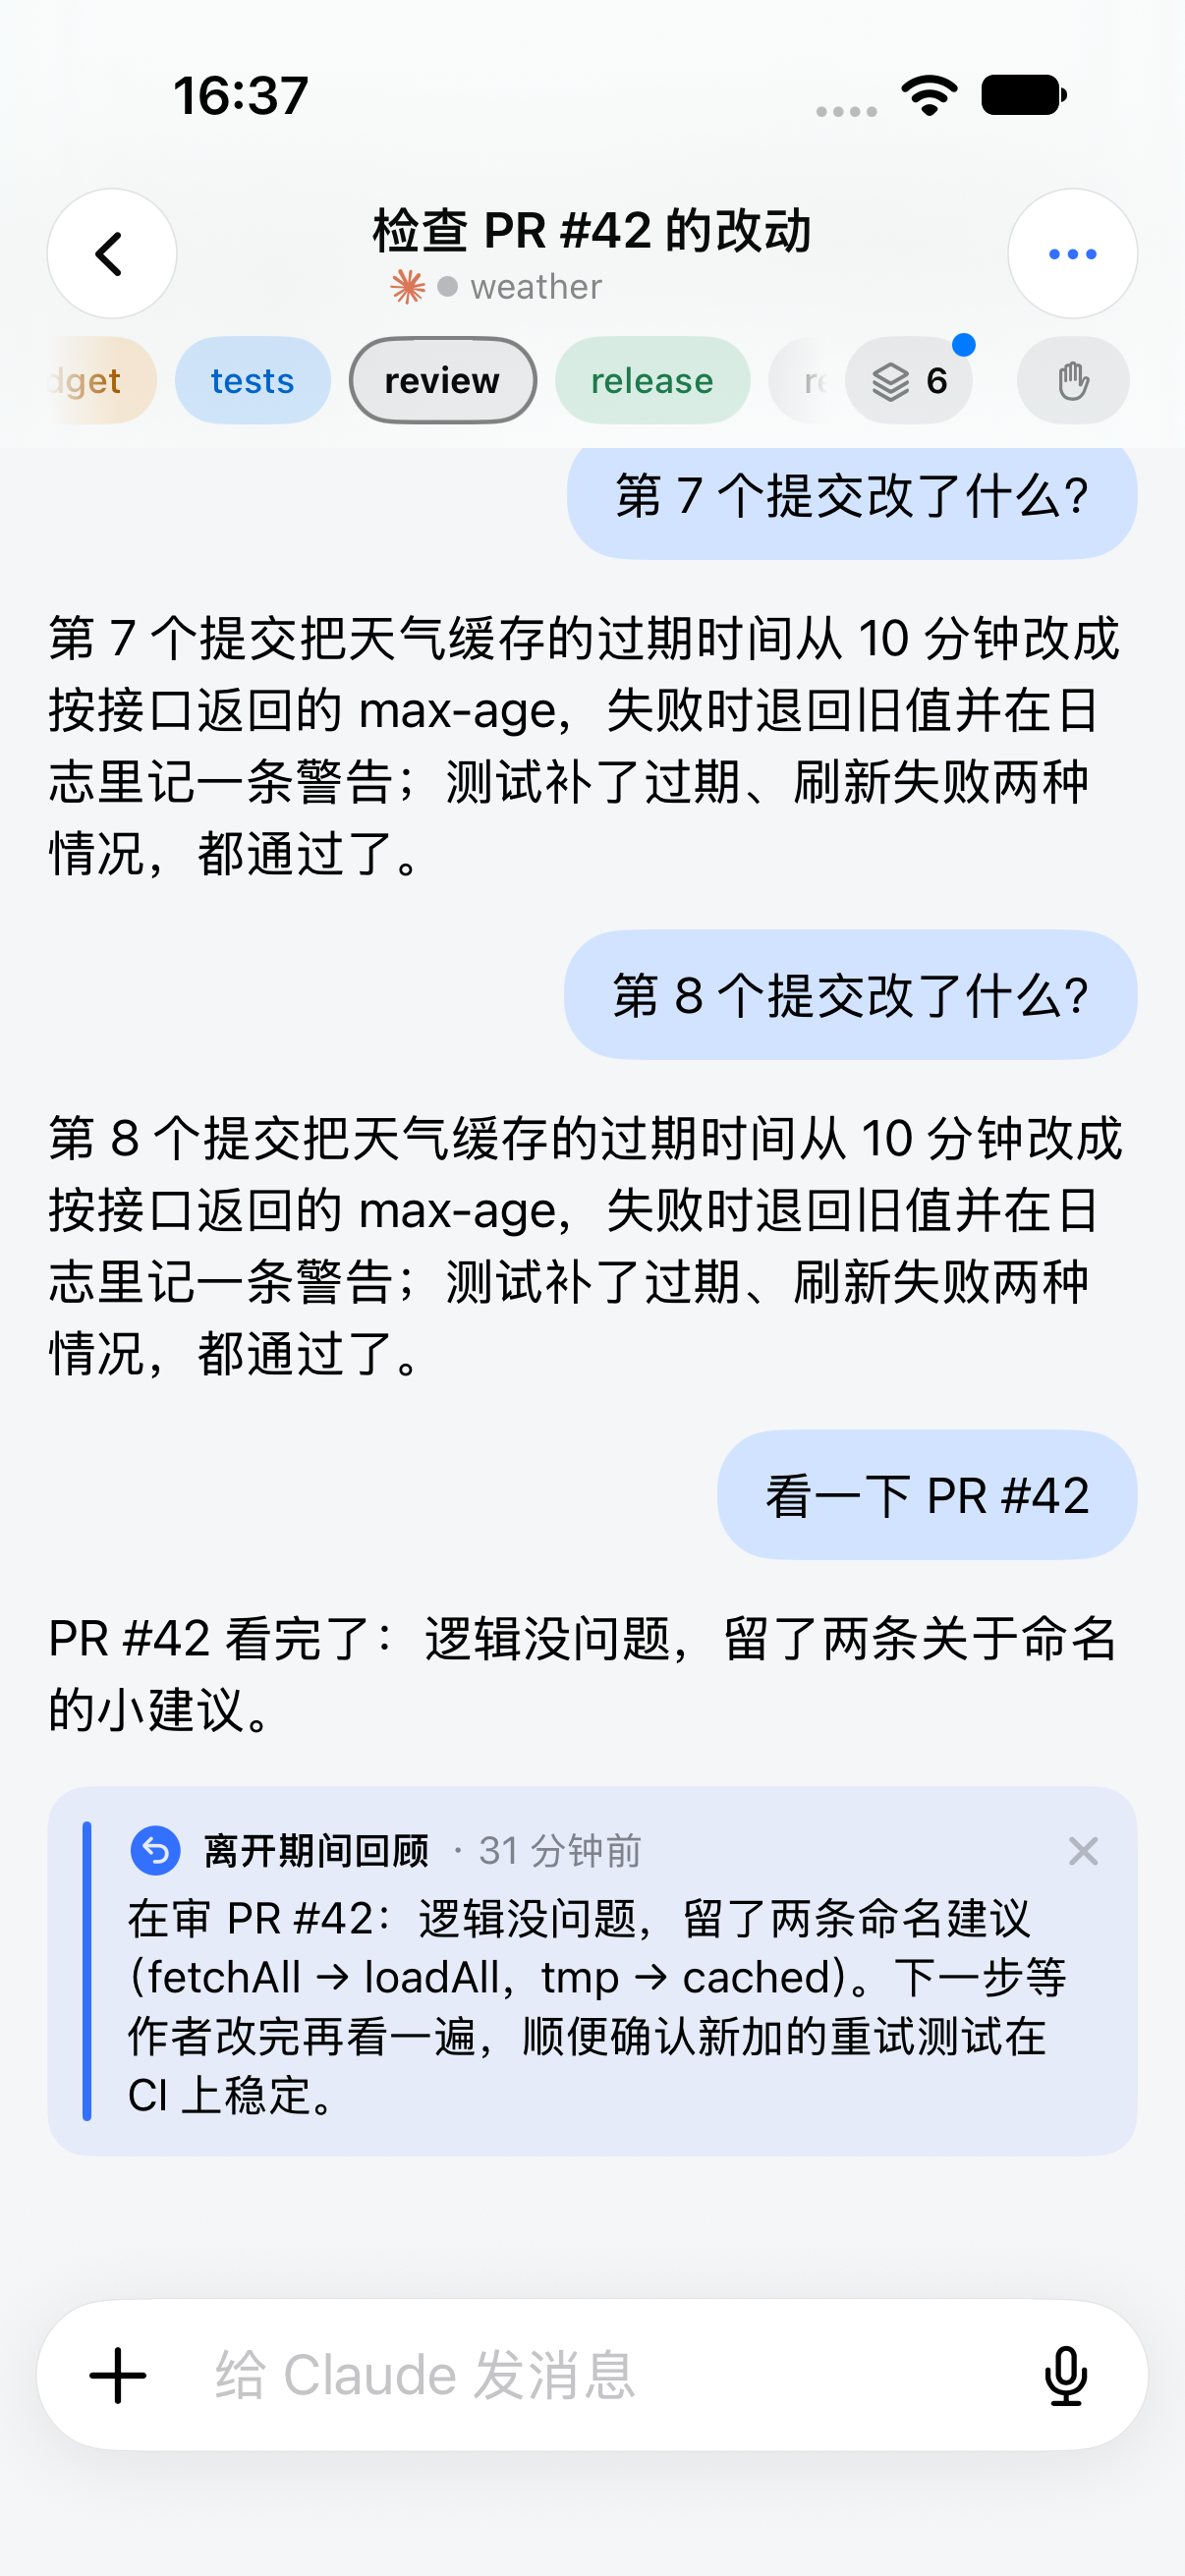 16:37
检查 PR #42 的改动
weather
dget
tests
review
release
re
6
第 7 个提交改了什么？
第 7 个提交把天气缓存的过期时间从 10 分钟改成
按接口返回的 max-age，失败时退回旧值并在日
志里记一条警告；测试补了过期、刷新失败两种
情况，都通过了。
第 8 个提交改了什么？
第 8 个提交把天气缓存的过期时间从 10 分钟改成
按接口返回的 max-age，失败时退回旧值并在日
志里记一条警告；测试补了过期、刷新失败两种
情况，都通过了。
看一下 PR #42
PR #42 看完了：逻辑没问题，留了两条关于命名
的小建议。
离开期间回顾 · 31 分钟前
在审 PR #42：逻辑没问题，留了两条命名建议
（fetchAll → loadAll，tmp → cached）。下一步等
作者改完再看一遍，顺便确认新加的重试测试在
CI 上稳定。
给 Claude 发消息